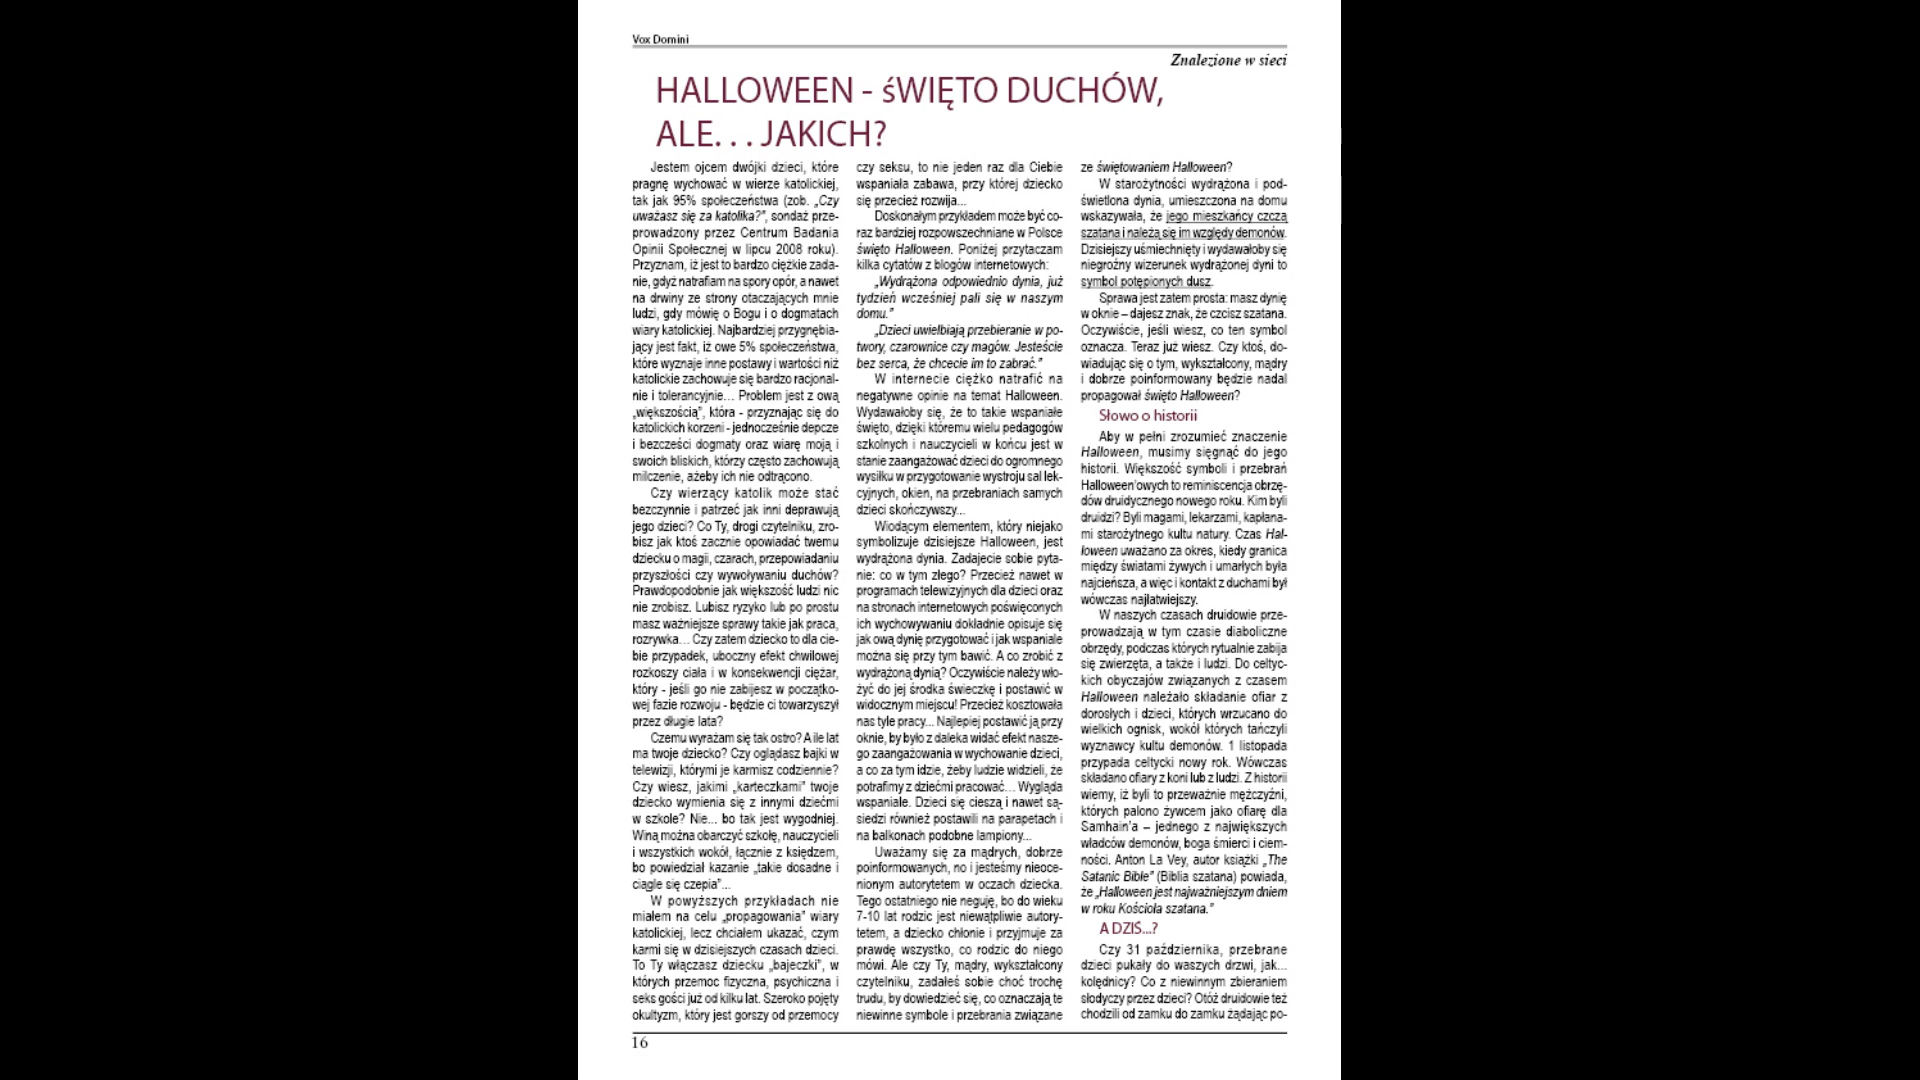 Vox Domini
Znalezione w sieci
HALLOWEEN - śWIĘTO DUCHÓW,
ALE. . . JAKICH?
Jestem ojcem dwójki dzieci, które
pragnę wychować w wierze katolickiej,
tak jak 95% społeczeństwa (zob. „Czy
uważasz się za katolika?”, sondaż prze-
prowadzony przez Centrum Badania
Opinii Społecznej w lipcu 2008 roku).
Przyznam, iż jest to bardzo ciężkie zada-
nie, gdyż natrafiam na spory opór, a nawet
na drwiny ze strony otaczających mnie
ludzi, gdy mówię o Bogu i o dogmatach
wiary katolickiej. Najbardziej przygnębia-
jący jest fakt, iż owe 5% społeczeństwa,
które wyznaje inne postawy i wartości niż
katolickie zachowuje się bardzo racjonal-
nie i tolerancyjnie... Problem jest z ową
„większością”, która - przyznając się do
katolickich korzeni - jednocześnie depcze
i bezcześci dogmaty oraz wiarę moją i
swoich bliskich, którzy często zachowują
milczenie, ażeby ich nie odtrącono.
Czy wierzący katolik może stać
bezczynnie i patrzeć jak inni deprawują
jego dzieci? Co Ty, drogi czytelniku, zro-
bisz jak ktoś zacznie opowiadać twemu
dziecku o magii, czarach, przepowiadaniu
przyszłości czy wywoływaniu duchów?
Prawdopodobnie jak większość ludzi nic
nie zrobisz. Lubisz ryzyko lub po prostu
masz ważniejsze sprawy takie jak praca,
rozrywka... Czy zatem dziecko to dla cie-
bie przypadek, uboczny efekt chwilowej
rozkoszy ciała i w konsekwencji ciężar,
który - jeśli go nie zabijesz w początko-
wej fazie rozwoju - będzie ci towarzyszył
przez długie lata?
Czemu wyrażam się tak ostro? A ile lat
ma twoje dziecko? Czy oglądasz bajki w
telewizji, którymi je karmisz codziennie?
Czy wiesz, jakimi „karteczkami” twoje
dziecko wymienia się z innymi dziećmi
w szkole? Nie... bo tak jest wygodniej.
Winą można obarczyć szkołę, nauczycieli
i wszystkich wokół, łącznie z księdzem,
bo powiedział kazanie „takie dosadne i
ciągle się czepia”...
W powyższych przykładach nie
miałem na celu „propagowania” wiary
katolickiej, lecz chciałem ukazać, czym
karmi się w dzisiejszych czasach dzieci.
To Ty włączasz dziecku „bajeczki”, w
których przemoc fizyczna, psychiczna i
seks gości już od kilku lat. Szeroko pojęty
okultyzm, który jest gorszy od przemocy
czy seksu, to nie jeden raz dla Ciebie
wspaniała zabawa, przy której dziecko
się przecież rozwija...
Doskonałym przykładem może być co-
raz bardziej rozpowszechniane w Polsce
święto Halloween. Poniżej przytaczam
kilka cytatów z blogów internetowych:
„Wydrążona odpowiednio dynia, już
tydzień wcześniej pali się w naszym
domu.”
„Dzieci uwielbiają przebieranie w po-
twory, czarownice czy magów. Jesteście
bez serca, że chcecie im to zabrać.”
W internecie ciężko natrafić na
negatywne opinie na temat Halloween.
Wydawałoby się, że to takie wspaniałe
święto, dzięki któremu wielu pedagogów
szkolnych i nauczycieli w końcu jest w
stanie zaangażować dzieci do ogromnego
wysiłku w przygotowanie wystroju sal lek-
cyjnych, okien, na przebraniach samych
dzieci skończywszy...
Wiodącym elementem, który niejako
symbolizuje dzisiejsze Halloween, jest
wydrążona dynia. Zadajecie sobie pyta-
nie: co w tym złego? Przecież nawet w
programach telewizyjnych dla dzieci oraz
na stronach internetowych poświęconych
ich wychowywaniu dokładnie opisuje się
jak ową dynię przygotować i jak wspaniale
można się przy tym bawić. A co zrobić z
wydrążoną dynią? Oczywiście należy wło-
żyć do jej środka świeczkę i postawić w
widocznym miejscu! Przecież kosztowała
nas tyle pracy... Najlepiej postawić ją przy
oknie, by było z daleka widać efekt nasze-
go zaangażowania w wychowanie dzieci,
a co za tym idzie, żeby ludzie widzieli, że
potrafimy z dziećmi pracować... Wygląda
wspaniale. Dzieci się cieszą i nawet są-
siedzi również postawili na parapetach i
na balkonach podobne lampiony...
Uważamy się za mądrych, dobrze
poinformowanych, no i jesteśmy nieoce-
nionym autorytetem w oczach dziecka.
Tego ostatniego nie neguję, bo do wieku
7-10 lat rodzic jest niewątpliwie autory-
tetem, a dziecko chłonie i przyjmuje za
prawdę wszystko, co rodzic do niego
mówi. Ale czy Ty, mądry, wykształcony
czytelniku, zadałeś sobie choć trochę
trudu, by dowiedzieć się, co oznaczają te
niewinne symbole i przebrania związane
ze świętowaniem Halloween?
W starożytności wydrążona i pod-
świetlona dynia, umieszczona na domu
wskazywała, że jego mieszkańcy czczą
szatana i należą się im względy demonów.
Dzisiejszy uśmiechnięty i wydawałoby się
niegroźny wizerunek wydrążonej dyni to
symbol potępionych dusz.
Sprawa jest zatem prosta: masz dynię
w oknie – dajesz znak, że czcisz szatana.
Oczywiście, jeśli wiesz, co ten symbol
oznacza. Teraz już wiesz. Czy ktoś, do-
wiadując się o tym, wykształcony, mądry
i dobrze poinformowany będzie nadal
propagował święto Halloween?
Słowo o historii
Aby w pełni zrozumieć znaczenie
Halloween, musimy sięgnąć do jego
historii. Większość symboli i przebrań
Halloween’owych to reminiscencja obrzę-
dów druidycznego nowego roku. Kim byli
druidzi? Byli magami, lekarzami, kapłana-
mi starożytnego kultu natury. Czas Hal-
loween uważano za okres, kiedy granica
między światami żywych i umarłych była
najcieńsza, a więc i kontakt z duchami był
wówczas najłatwiejszy.
W naszych czasach druidowie prze-
prowadzają w tym czasie diaboliczne
obrzędy, podczas których rytualnie zabija
się zwierzęta, a także i ludzi. Do celtyc-
kich obyczajów związanych z czasem
Halloween należało składanie ofiar z
dorosłych i dzieci, których wrzucano do
wielkich ognisk, wokół których tańczyli
wyznawcy kultu demonów. 1 listopada
przypada celtycki nowy rok. Wówczas
składano ofiary z koni lub z ludzi. Z historii
wiemy, iż byli to przeważnie mężczyźni,
których palono żywcem jako ofiarę dla
Samhain’a – jednego z największych
władców demonów, boga śmierci i ciem-
ności. Anton La Vey, autor książki „The
Satanic Bible” (Biblia szatana) powiada,
że „Halloween jest najważniejszym dniem
w roku Kościoła szatana.”
A DZIŚ...?
Czy 31 października, przebrane
dzieci pukały do waszych drzwi, jak...
kolędnicy? Co z niewinnym zbieraniem
słodyczy przez dzieci? Otóż druidowie też
chodzili od zamku do zamku żądając po-
16